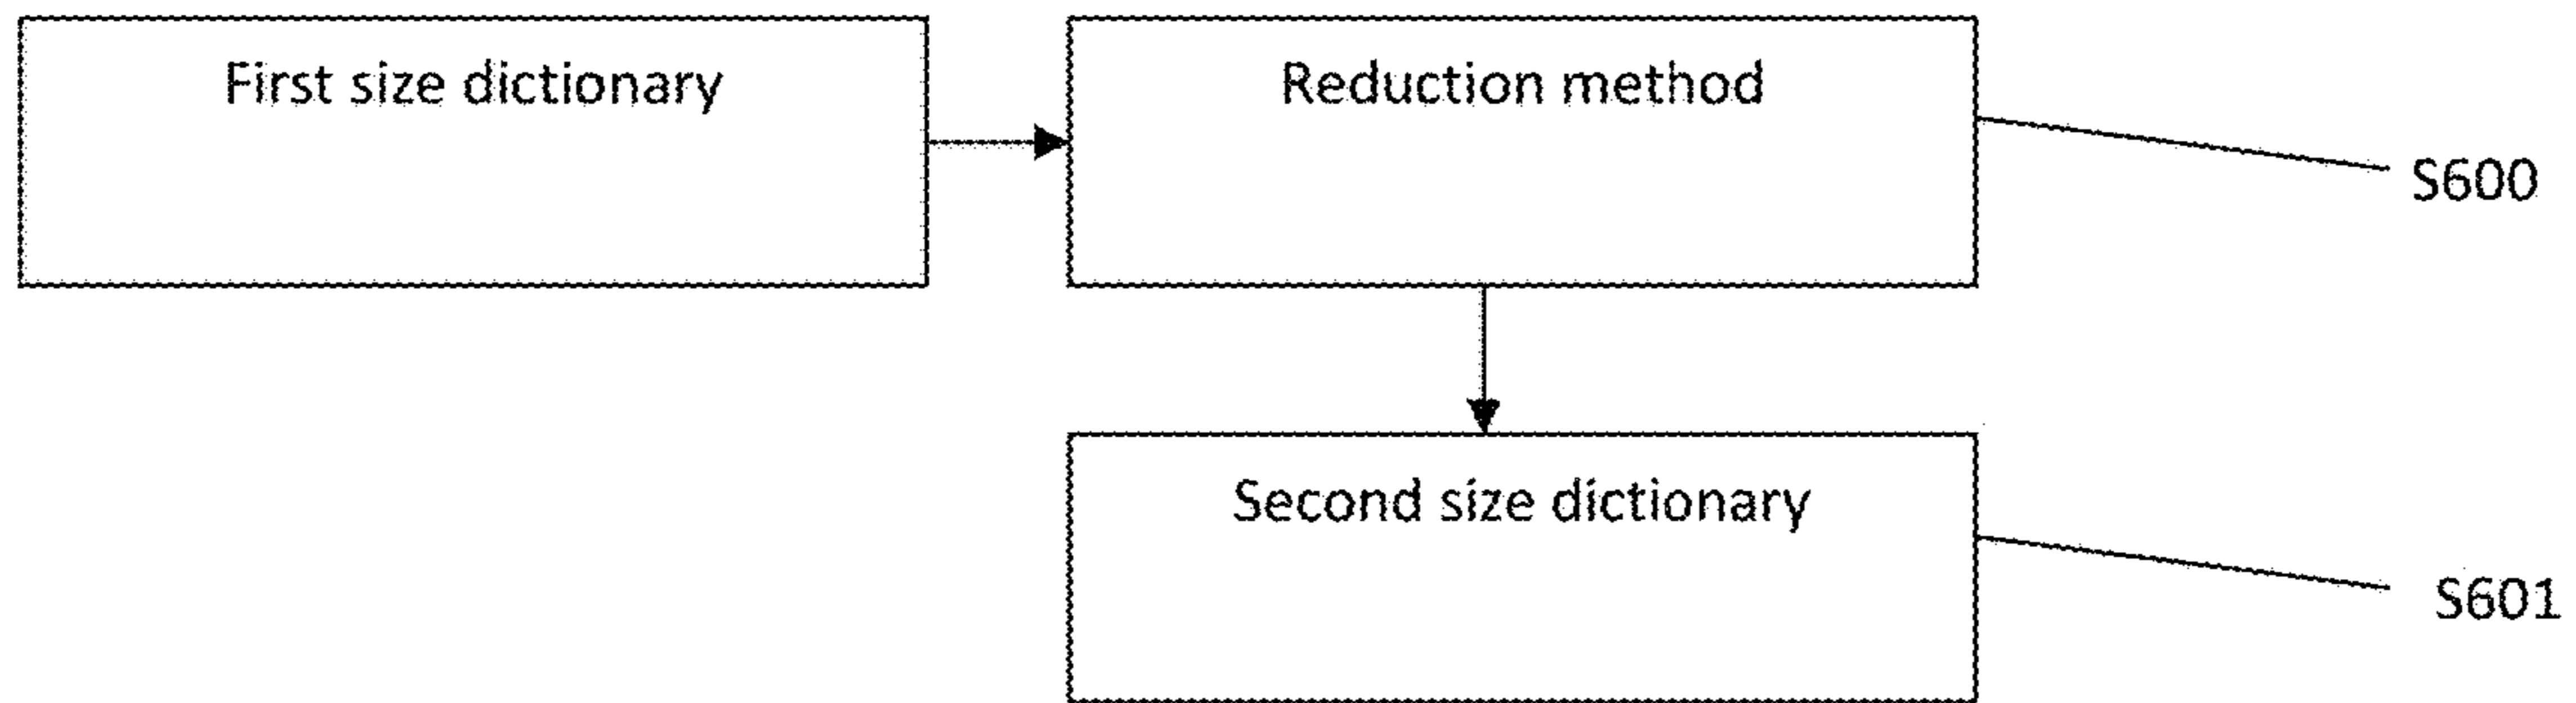 First size dictionary
Reduction method
S600
Second size dictionary
S601